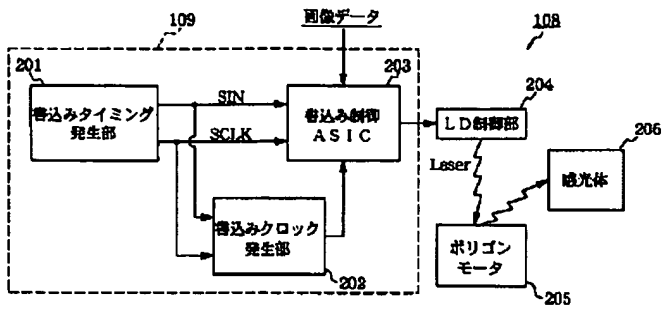 画像データ
109
108
201
203
書込みタイミング
発生部
SIN
SCLK
書込み制御
ASIC
204
LD制御部
206
感光体
Laser
書込みクロック
発生部
202
ポリゴン
モータ
205